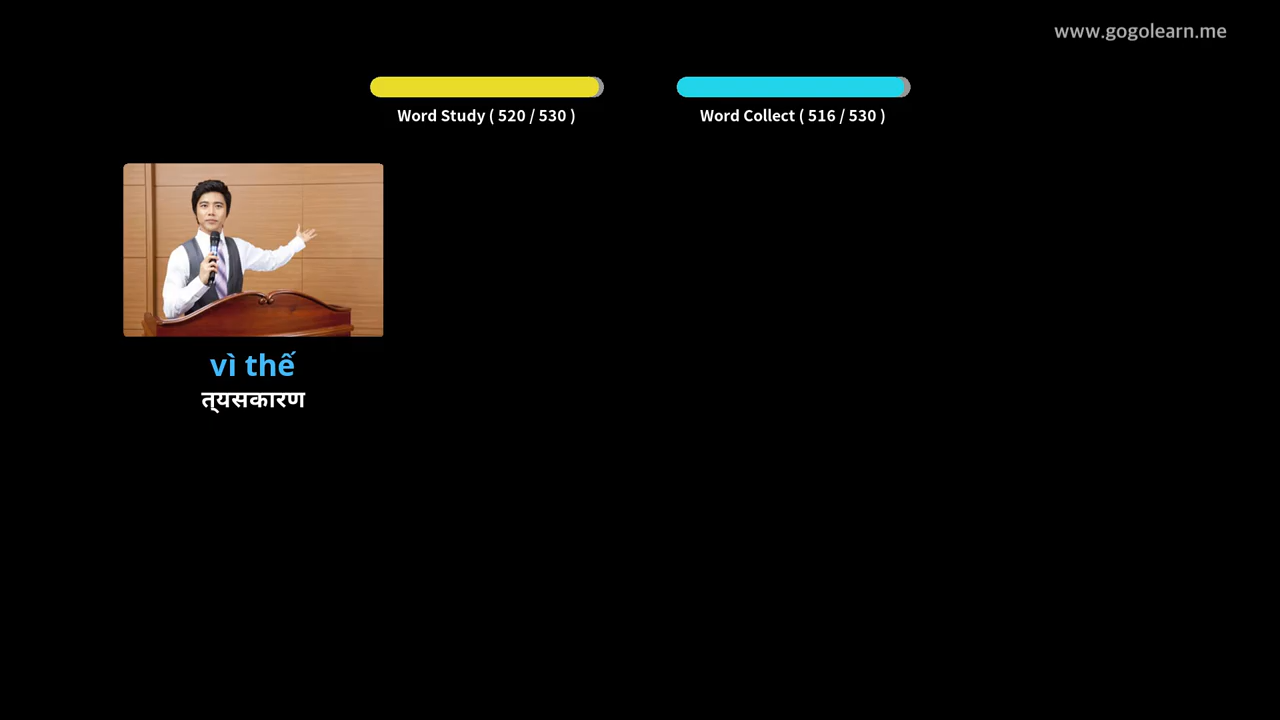 www.gogolearn.me
Word Study ( 520 / 530 )
Word Collect ( 516 / 530 )
vì thế
त्यसकारण